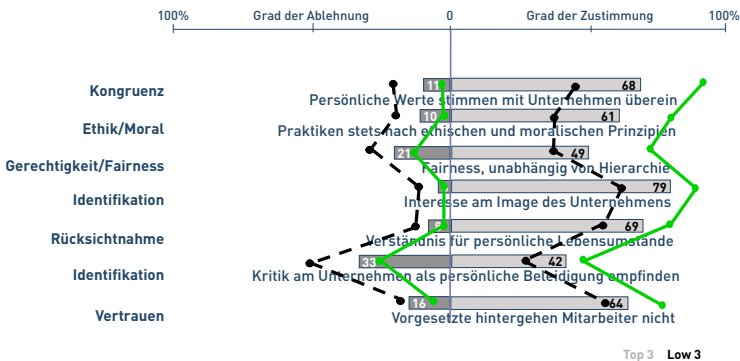 100% Grad der Ablehnung 0 Grad der Zustimmung 100%
Kongruenz 11 68
Persönliche Werte stimmen mit Unternehmen überein
Ethik/Moral 10 61
Praktiken stets nach ethischen und moralischen Prinzipien
Gerechtigkeit/Fairness 21 49
Fairness, unabhängig von Hierarchie
Identifikation 79
Interesse am Image des Unternehmens
Rücksichtnahme 8 69
Verständnis für persönliche Lebensumstände
Identifikation 33 42
Kritik am Unternehmen als persönliche Beleidigung empfinden
Vertrauen 16 64
Vorgesetzte hintergehen Mitarbeiter nicht
Top 3 Low 3